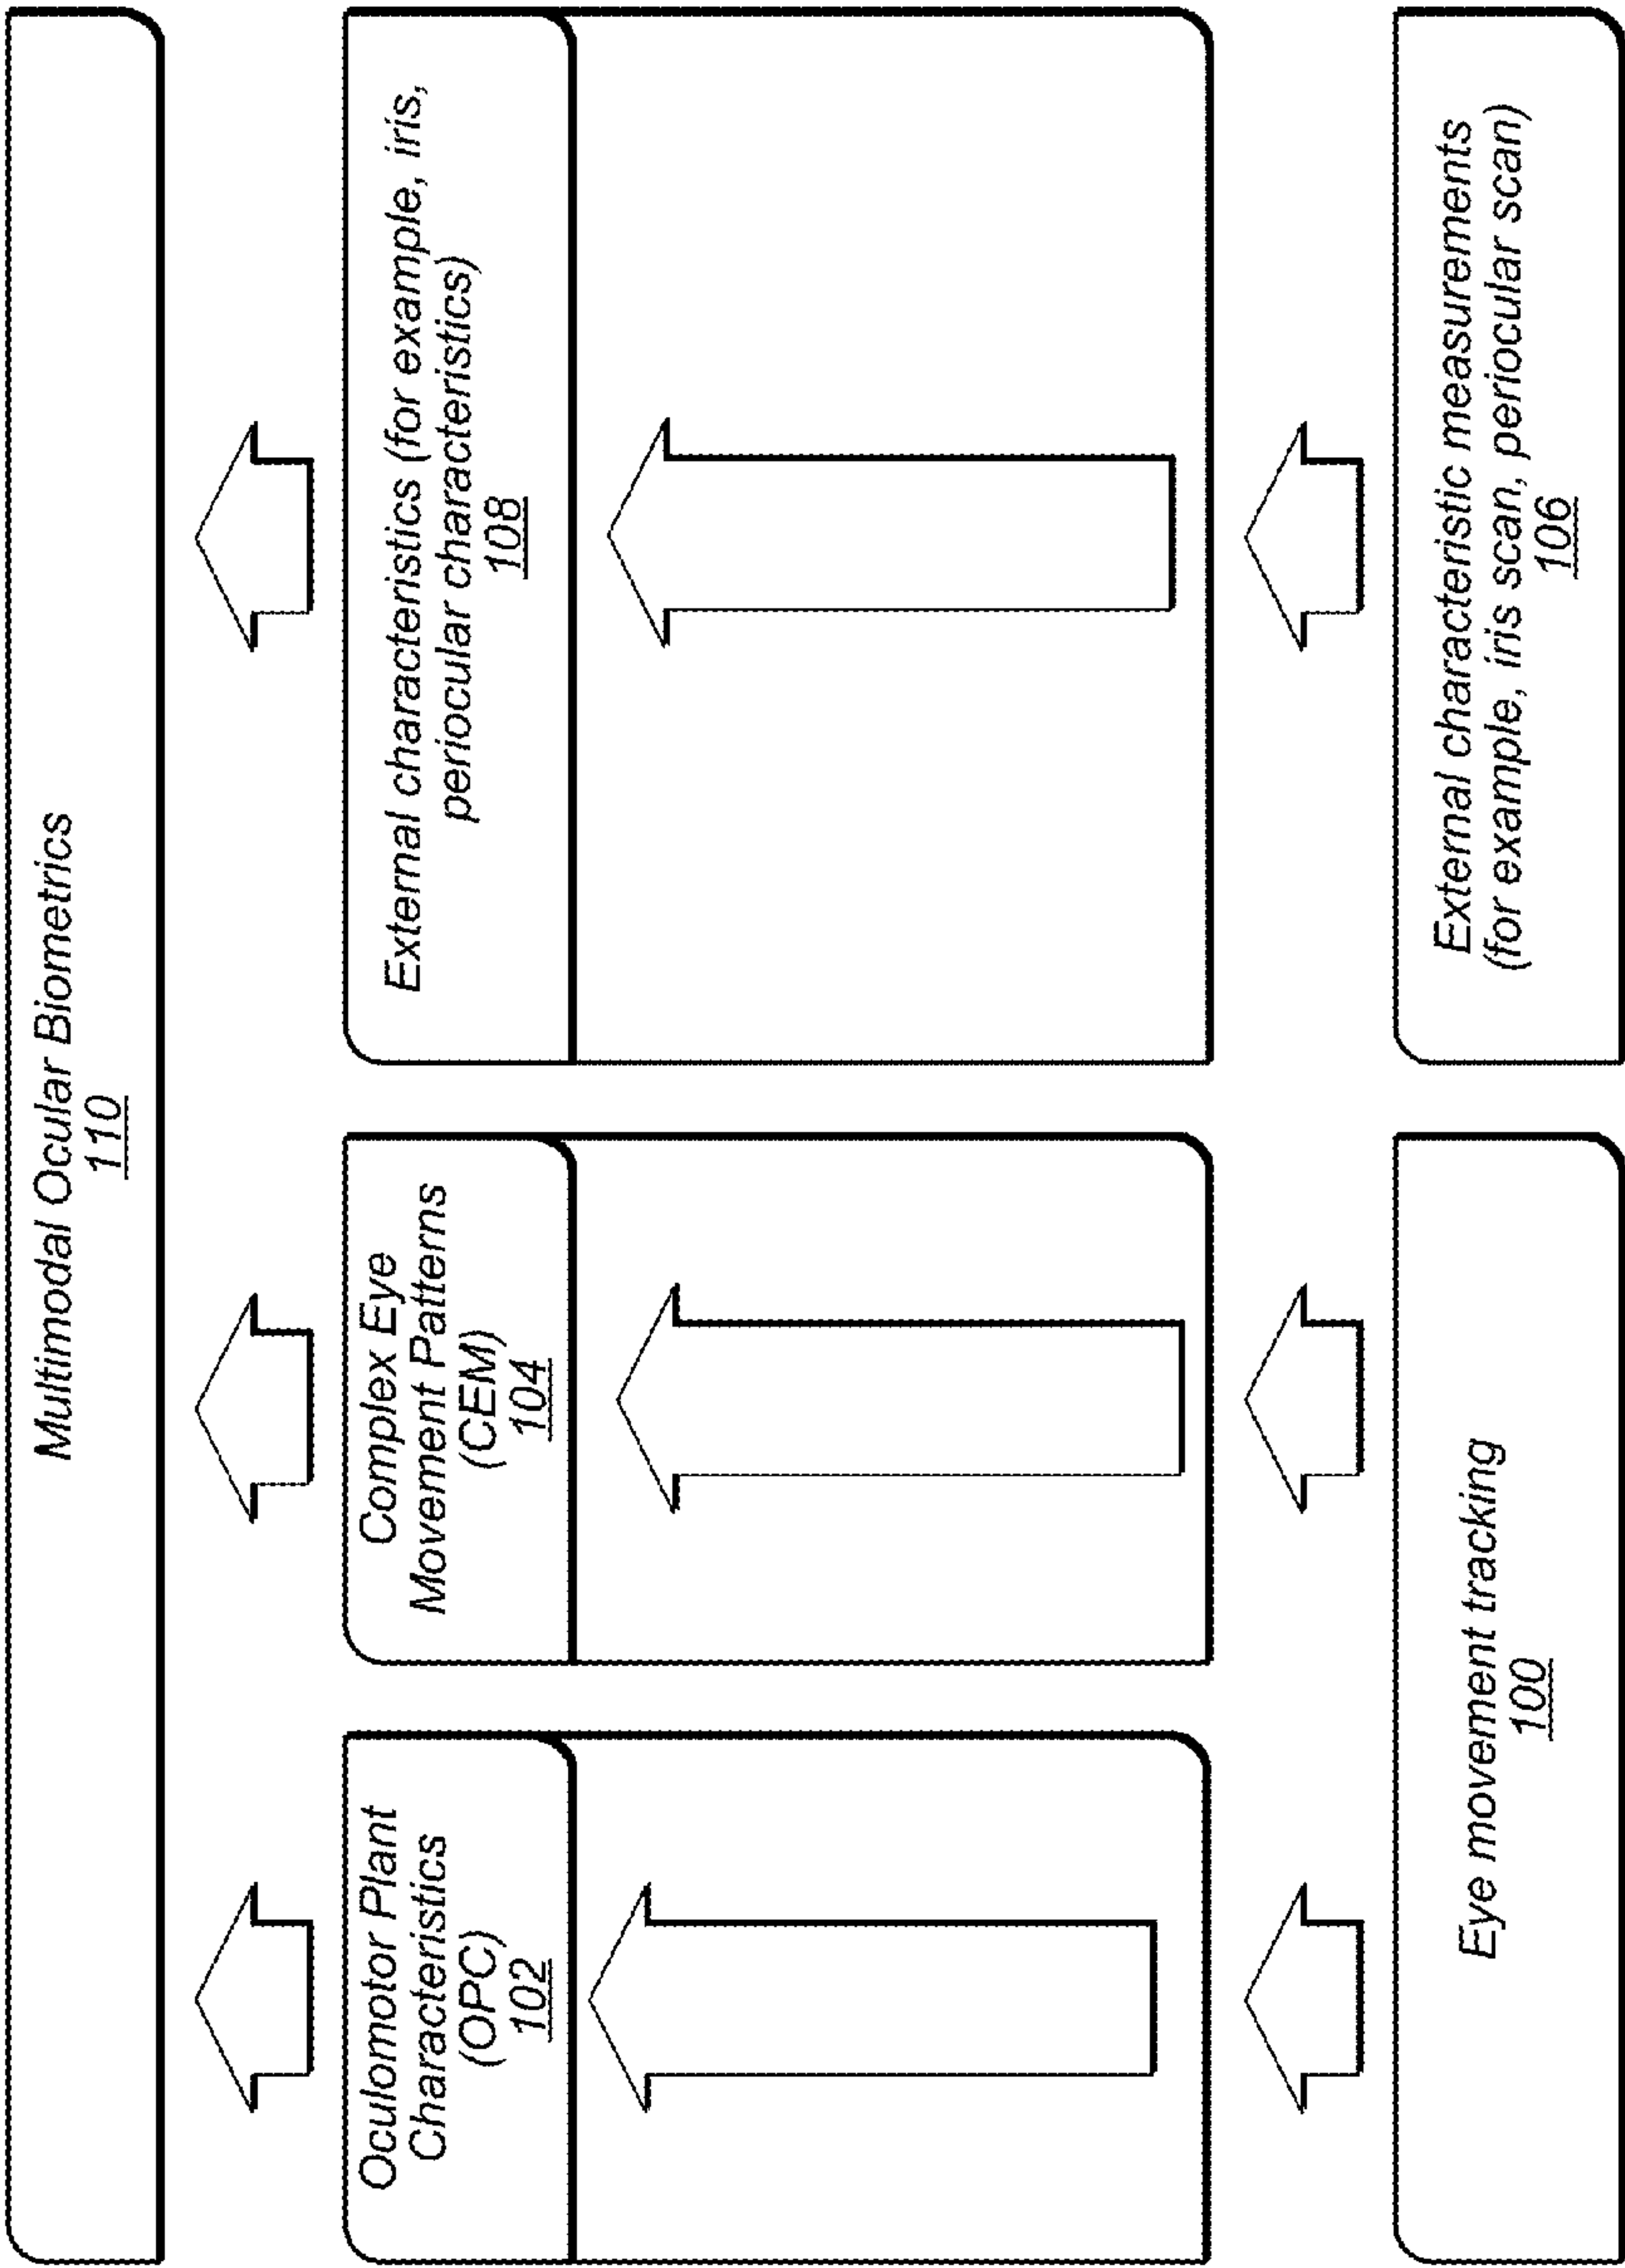 Multimodal Ocular Biometrics
110
Oculomotor Plant
Characteristics
(OPC)
102
Complex Eye
Movement Patterns
(CEM)
104
External characteristics (for example, iris,
periocular characteristics)
108
Eye movement tracking
100
External characteristic measurements
(for example, iris scan, periocular scan)
106